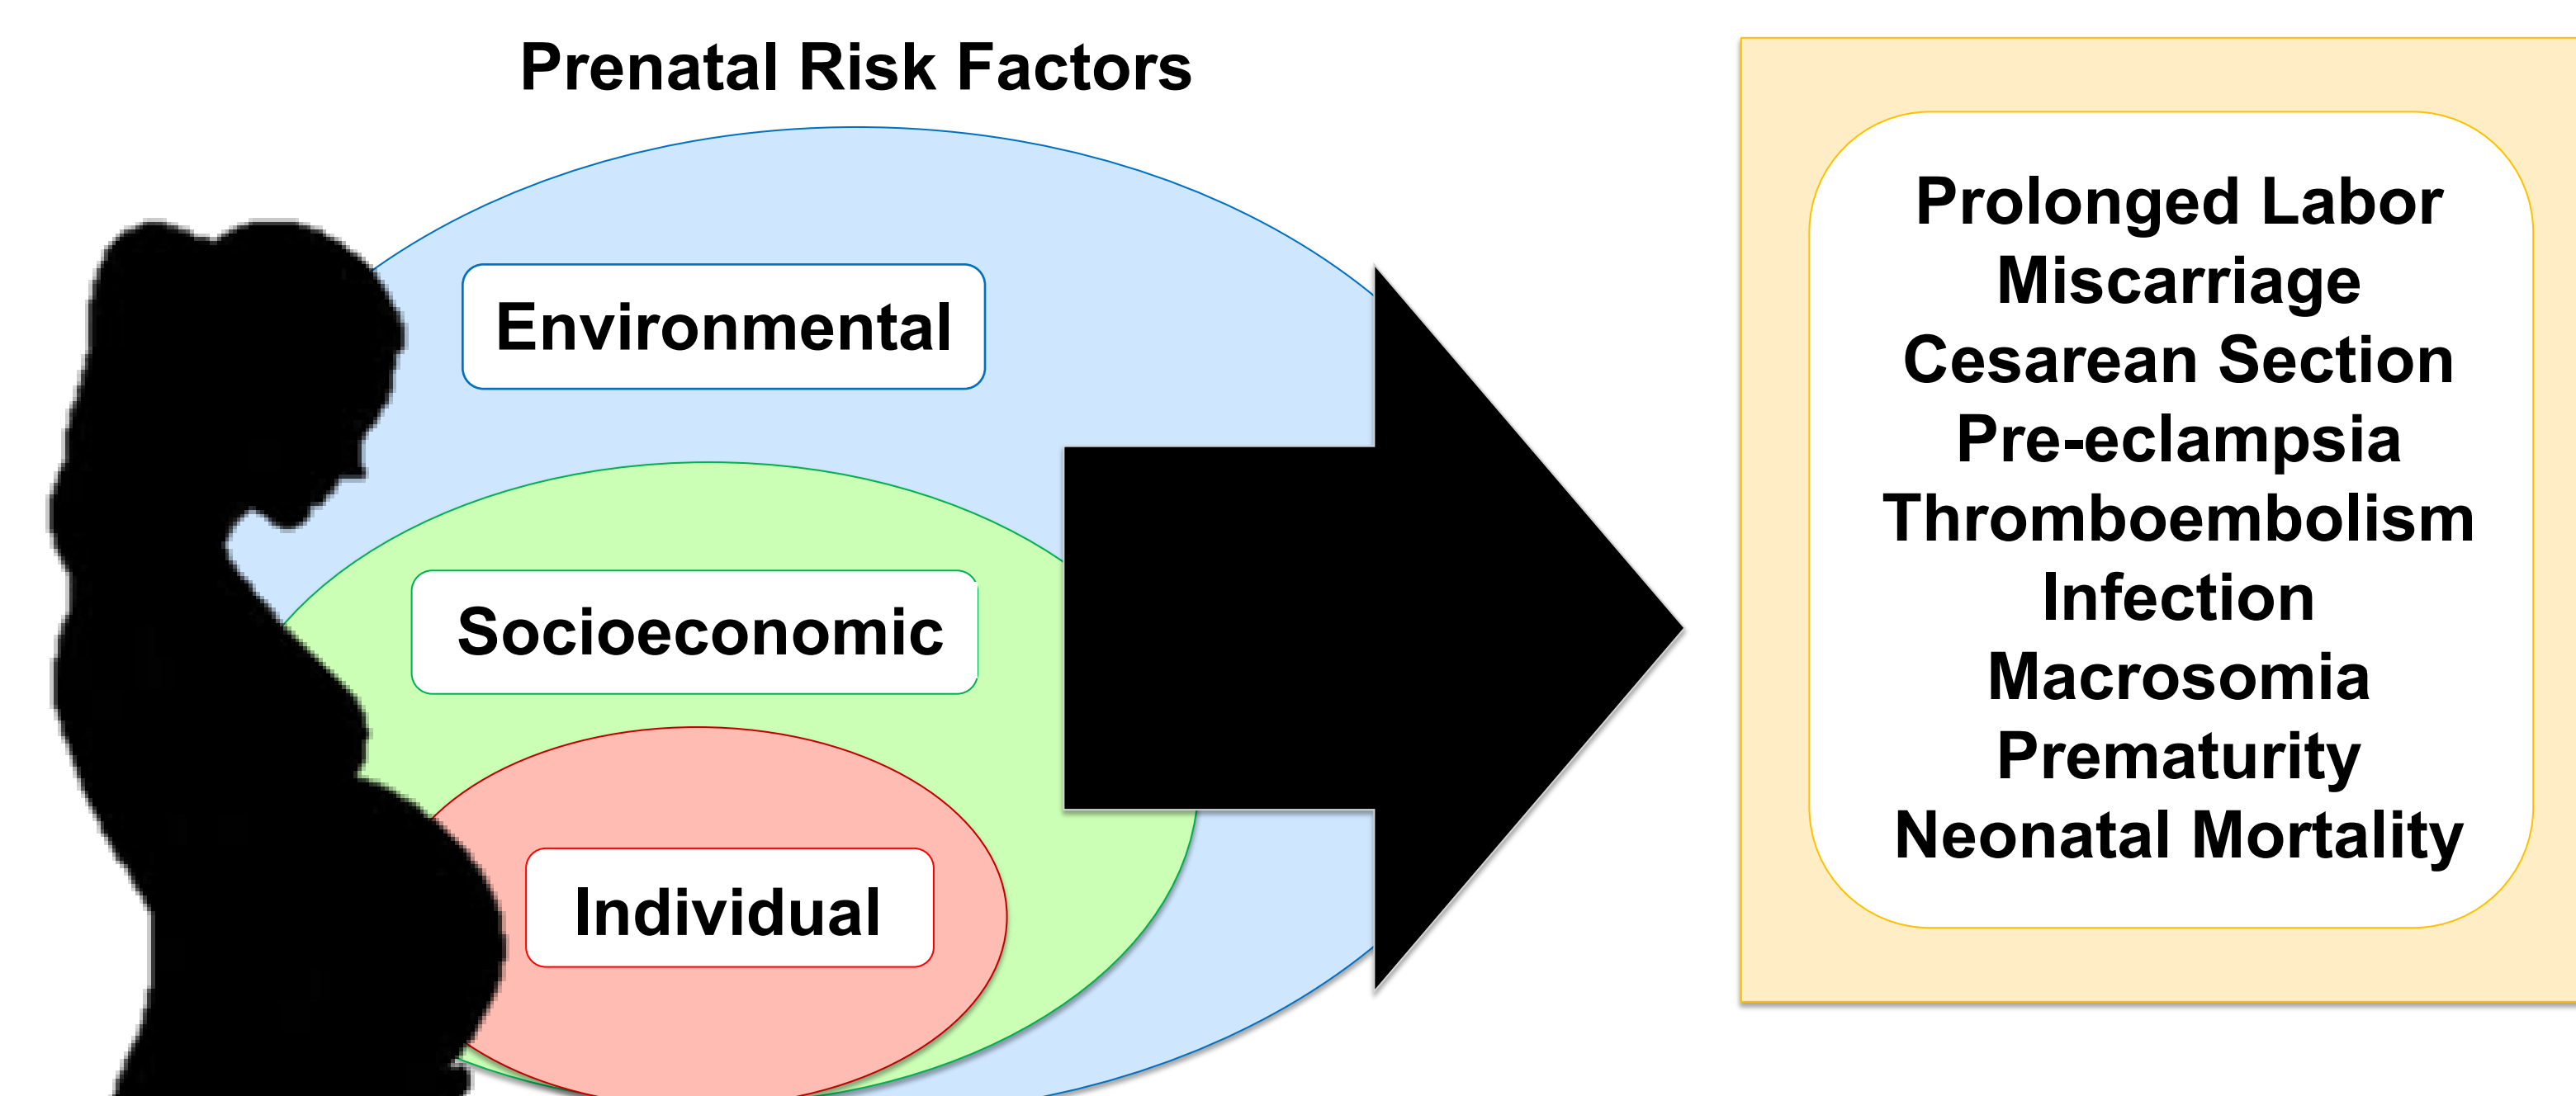 Prenatal Risk Factors
Environmental
Socioeconomic
Individual
Prolonged Labor
Miscarriage
Cesarean Section
Pre-eclampsia
Thromboembolism
Infection
Macrosomia
Prematurity
Neonatal Mortality